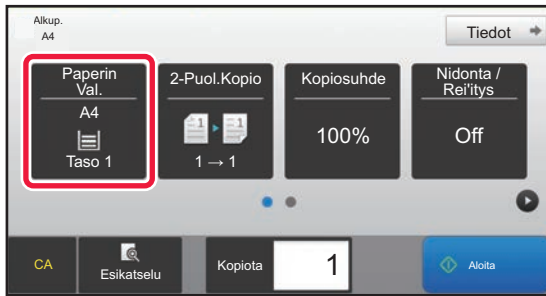 Alkup.
A4
Tiedot
Paperin
Val.
A4
Taso 1
2-Puol.Kopio
1 → 1
Kopiosuhde
100%
Nidonta /
Rei'itys
Off
CA
Esikatselu
Kopiota
1
Aloita